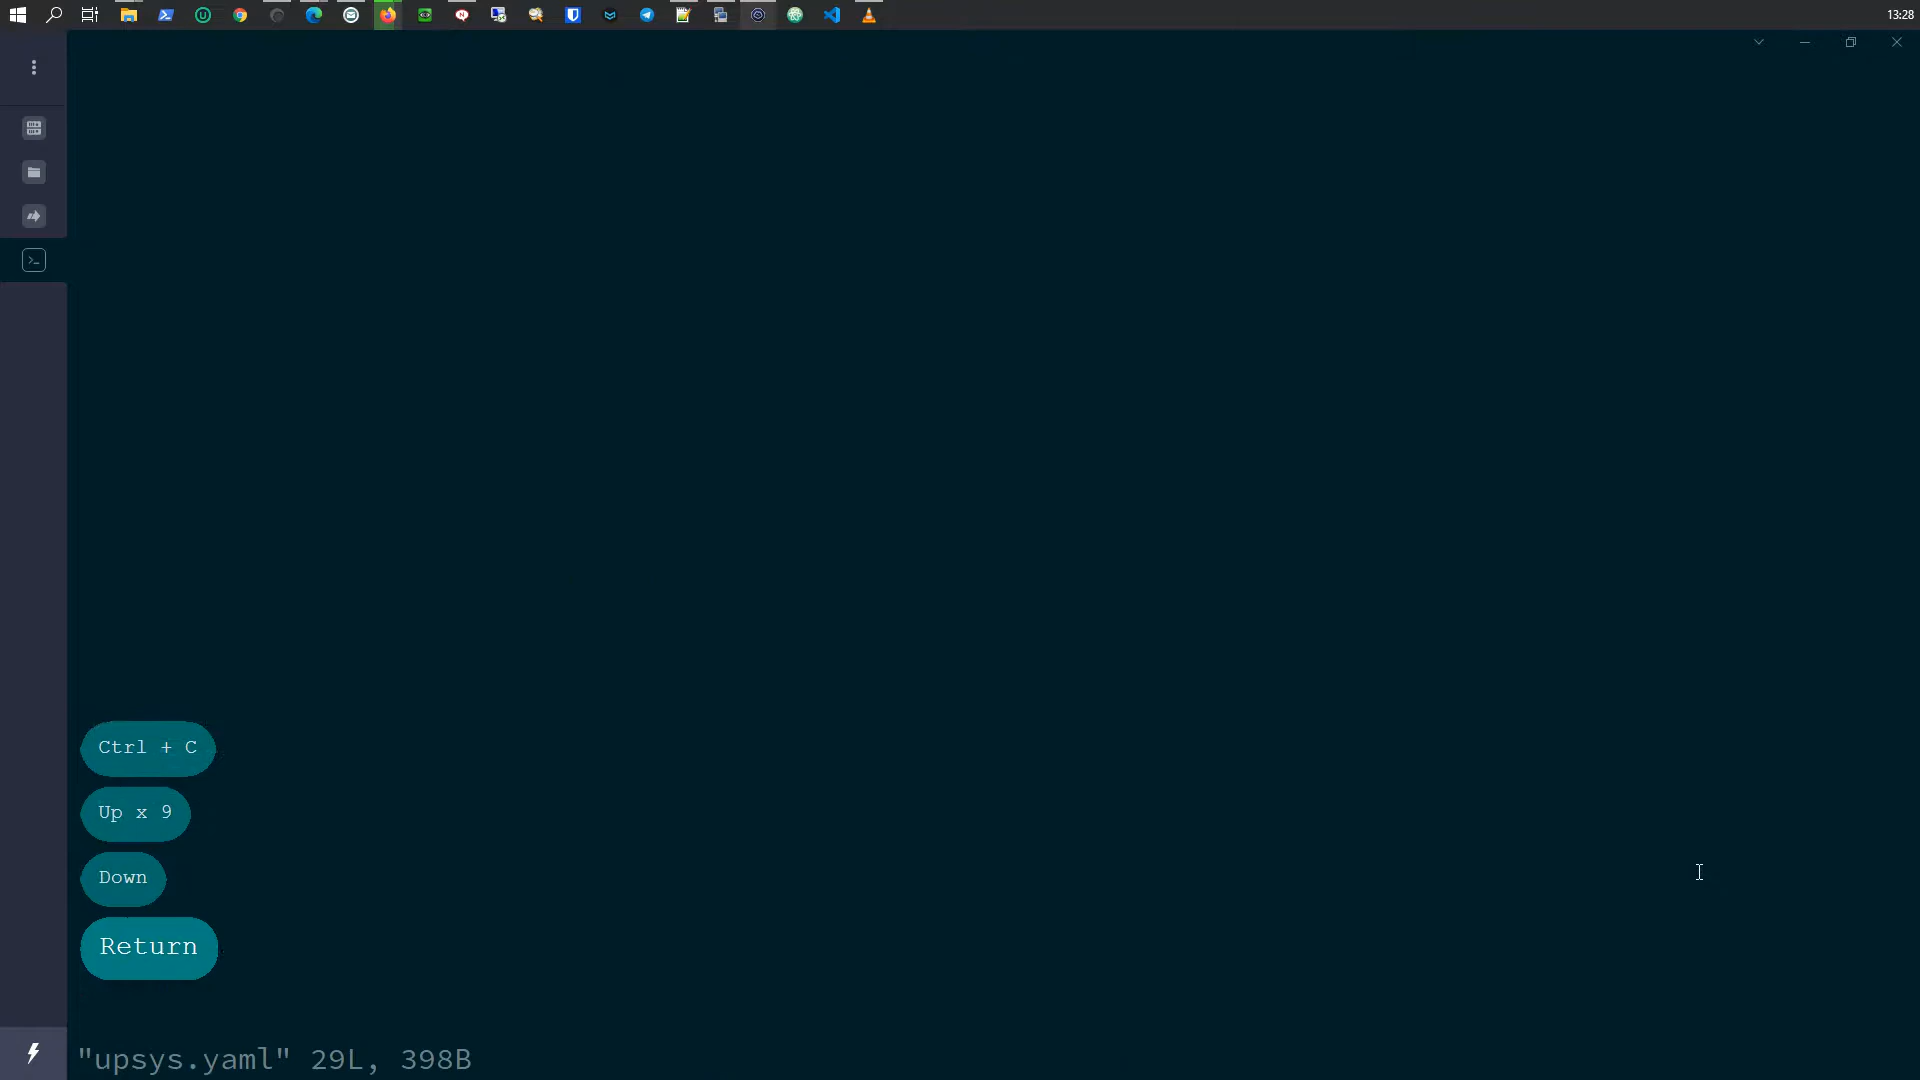 13:28
Ctrl + C
Up x 9
Down
Return
"upsys.yaml" 29L, 398B